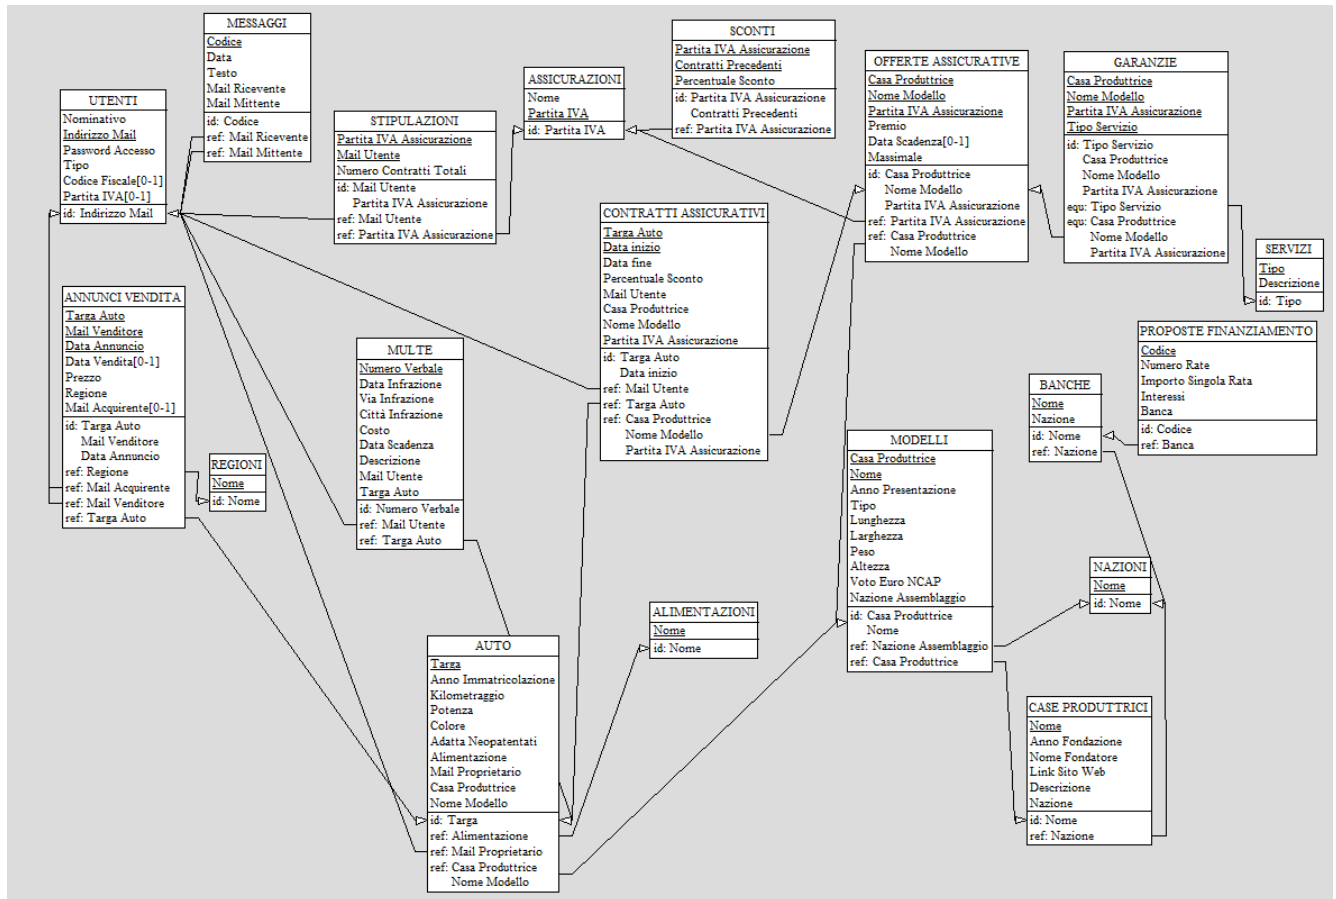 MESSAGGI
Codice
Data
Testo
Mail Ricevente
Mail Mittente
id: Codice
ref: Mail Ricevente
ref: Mail Mittente
UTENTI
Nominativo
Indirizzo Mail
Password Accesso
Tipo
Codice Fiscale[0-1]
Partita IVA[0-1]
id: Indirizzo Mail
STIPULAZIONI
Partita IVA Assicurazione
Mail Utente
Numero Contratti Totali
id: Mail Utente
Partita IVA Assicurazione
ref: Mail Utente
ref: Partita IVA Assicurazione
ASSICURAZIONI
Nome
Partita IVA
id: Partita IVA
SCONTI
Partita IVA Assicurazione
Contratti Precedenti
Percentuale Sconto
id: Partita IVA Assicurazione
Contratti Precedenti
ref: Partita IVA Assicurazione
OFFERTE ASSICURATIVE
Casa Produttrice
Nome Modello
Partita IVA Assicurazione
Premio
Data Scadenza[0-1]
Massimale
id: Casa Produttrice
Nome Modello
Partita IVA Assicurazione
ref: Partita IVA Assicurazione
ref: Casa Produttrice
Nome Modello
GARANZIE
Casa Produttrice
Nome Modello
Partita IVA Assicurazione
Tipo Servizio
id: Tipo Servizio
Casa Produttrice
Nome Modello
Partita IVA Assicurazione
equ: Tipo Servizio
equ: Casa Produttrice
Nome Modello
Partita IVA Assicurazione
SERVIZI
Tipo
Descrizione
id: Tipo
CONTRATTI ASSICURATIVI
Targa Auto
Data inizio
Data fine
Percentuale Sconto
Mail Utente
Casa Produttrice
Nome Modello
Partita IVA Assicurazione
id: Targa Auto
Data inizio
ref: Mail Utente
ref: Targa Auto
ref: Casa Produttrice
Nome Modello
Partita IVA Assicurazione
ANNUNCI VENDITA
Targa Auto
Mail Venditore
Data Annuncio
Data Vendita[0-1]
Prezzo
Regione
Mail Acquirente[0-1]
id: Targa Auto
Mail Venditore
Data Annuncio
ref: Regione
ref: Mail Acquirente
ref: Mail Venditore
ref: Targa Auto
REGIONI
Nome
id: Nome
MULTE
Numero Verbale
Data Infrazione
Via Infrazione
Città Infrazione
Costo
Data Scadenza
Descrizione
Mail Utente
Targa Auto
id: Numero Verbale
ref: Mail Utente
ref: Targa Auto
PROPOSTE FINANZIAMENTO
Codice
Numero Rate
Importo Singola Rata
Interessi
Banca
id: Codice
ref: Banca
BANCHE
Nome
Nazione
id: Nome
ref: Nazione
MODELLI
Casa Produttrice
Nome
Anno Presentazione
Tipo
Lunghezza
Larghezza
Peso
Altezza
Voto Euro NCAP
Nazione Assemblaggio
id: Casa Produttrice
Nome
ref: Nazione Assemblaggio
ref: Casa Produttrice
NAZIONI
Nome
id: Nome
ALIMENTAZIONI
Nome
id: Nome
AUTO
Targa
Anno Immatricolazione
Kilometraggio
Potenza
Colore
Adatta Neopatentati
Alimentazione
Mail Proprietario
Casa Produttrice
Nome Modello
id: Targa
ref: Alimentazione
ref: Mail Proprietario
ref: Casa Produttrice
Nome Modello
CASE PRODUTTRICI
Nome
Anno Fondazione
Nome Fondatore
Link Sito Web
Descrizione
Nazione
id: Nome
ref: Nazione